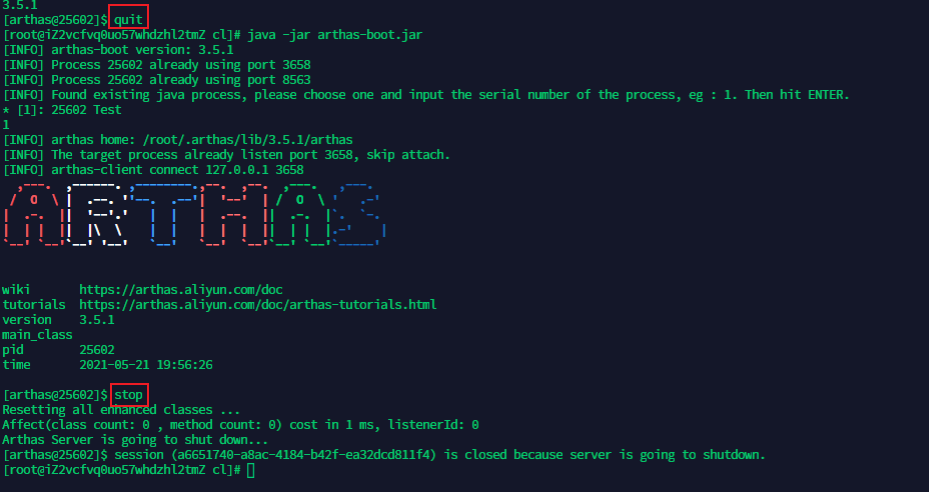 3.5.1
[arthas@25602]$ quit
[root@iZ2vcfvq0uo57whdzhl2tmZ cl]# java -jar arthas-boot.jar
[INFO] arthas-boot version: 3.5.1
[INFO] Process 25602 already using port 3658
[INFO] Process 25602 already using port 8563
[INFO] Found existing java process, please choose one and input the serial number of the process, eg : 1. Then hit ENTER.
* [1]: 25602 Test
1
[INFO] arthas home: /root/.arthas/lib/3.5.1/arthas
[INFO] The target process already listen port 3658, skip attach.
[INFO] arthas-client connect 127.0.0.1 3658
ARTHAS
wiki https://arthas.aliyun.com/doc
tutorials https://arthas.aliyun.com/doc/arthas-tutorials.html
version 3.5.1
main_class
pid 25602
time 2021-05-21 19:56:26
[arthas@25602]$ stop
Resetting all enhanced classes ...
Affect(class count: 0 , method count: 0) cost in 1 ms, listenerId: 0
Arthas Server is going to shut down...
[arthas@25602]$ session (a6651740-a8ac-4184-b42f-ea32dcd811f4) is closed because server is going to shutdown.
[root@iZ2vcfvq0uo57whdzhl2tmZ cl]#